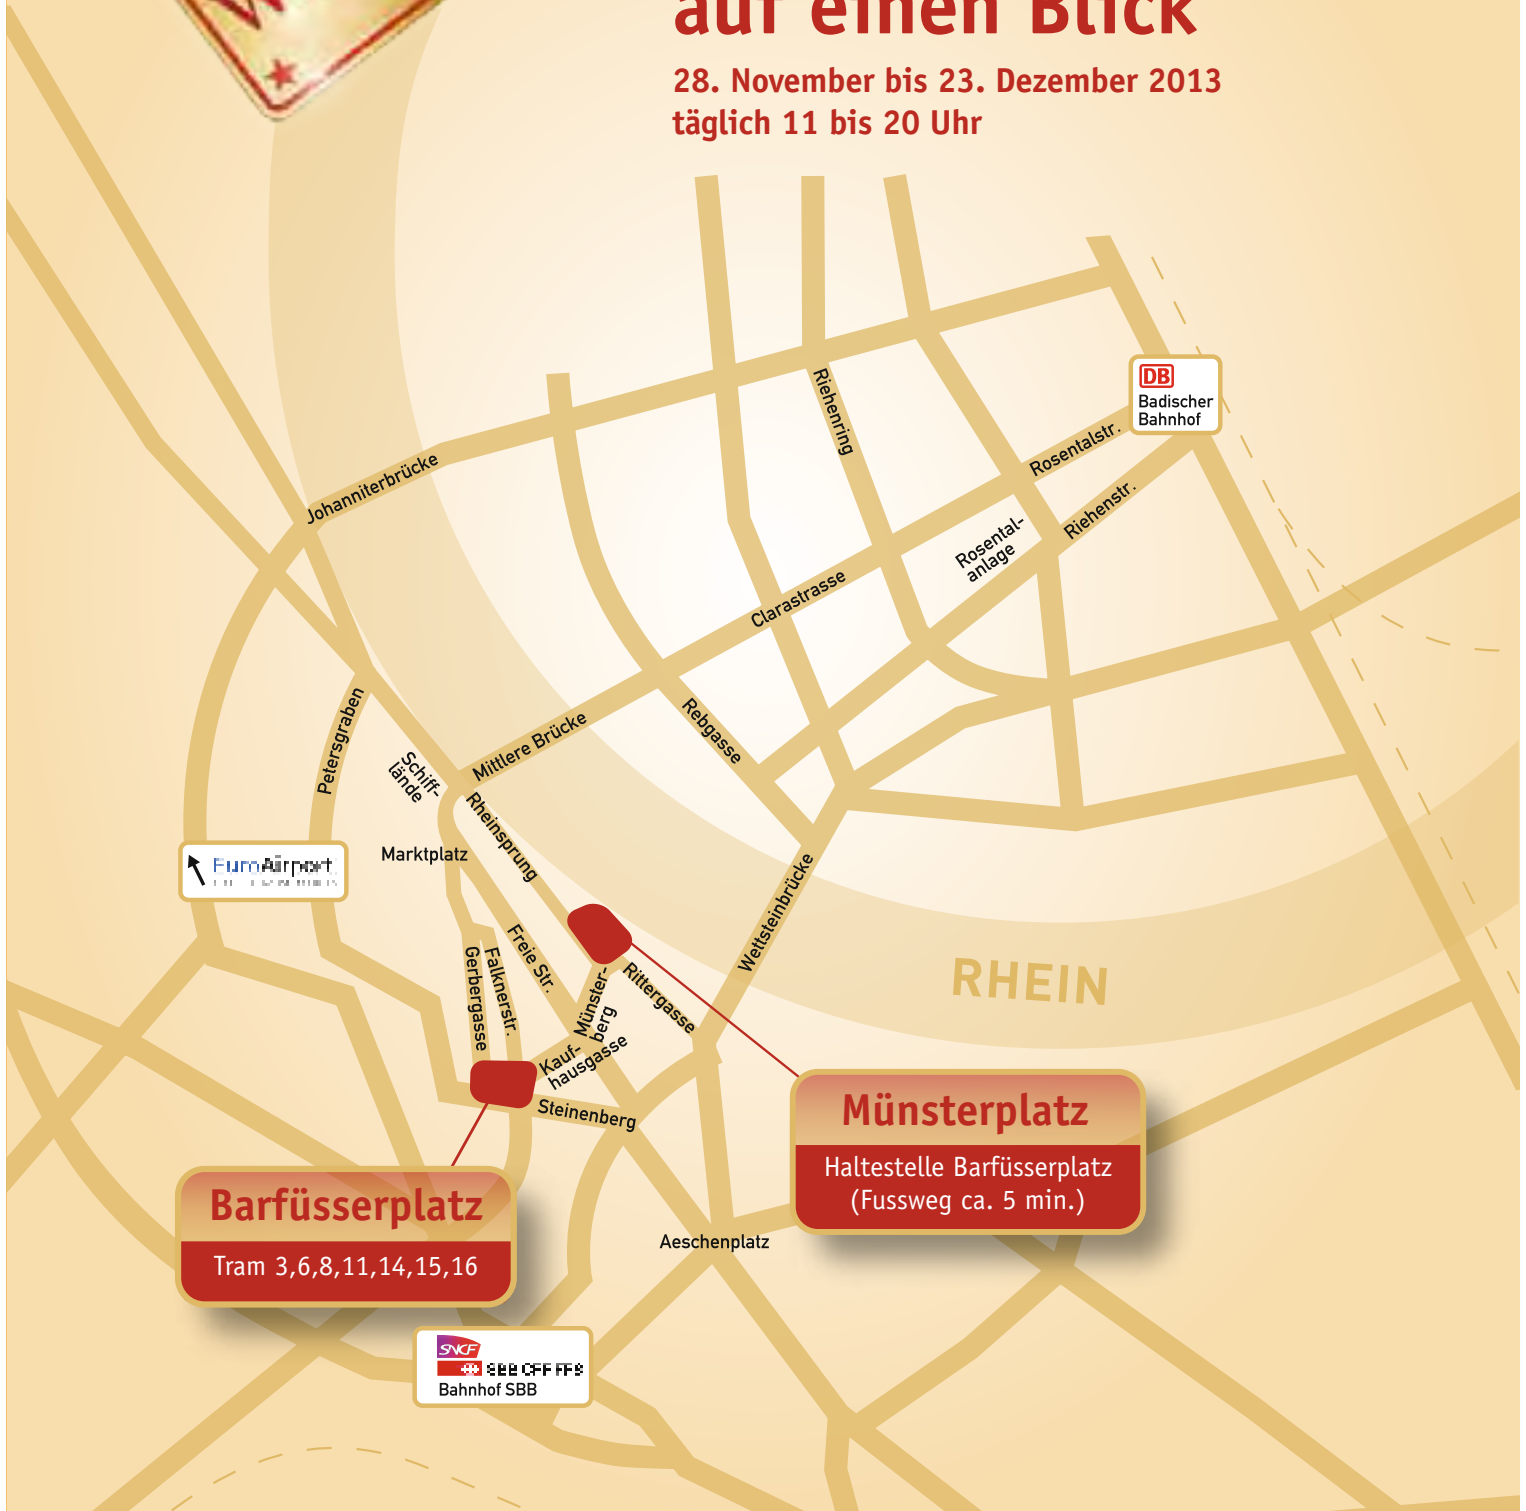 auf einen Blick
28. November bis 23. Dezember 2013
täglich 11 bis 20 Uhr
Riehenring
DB
Badischer
Bahnhof
Rosentalstr.
Johanniterbrücke
Riehenstr.
Rosental-
anlage
Clarastrasse
Petersgraben
Rebgasse
Mittlere Brücke
Schiff-
lände
Rheinsprung
Marktplatz
EuroAirport
Wettsteinbrücke
Freie Str.
Falknerstr.
Gerbergasse
Rittergasse
Münster-
berg
RHEIN
Kauf-
hausgasse
Steinenberg
Münsterplatz
Haltestelle Barfüsserplatz
(Fussweg ca. 5 min.)
Barfüsserplatz
Tram 3,6,8,11,14,15,16
Aeschenplatz
SNCF
SBB CFF FFS
Bahnhof SBB